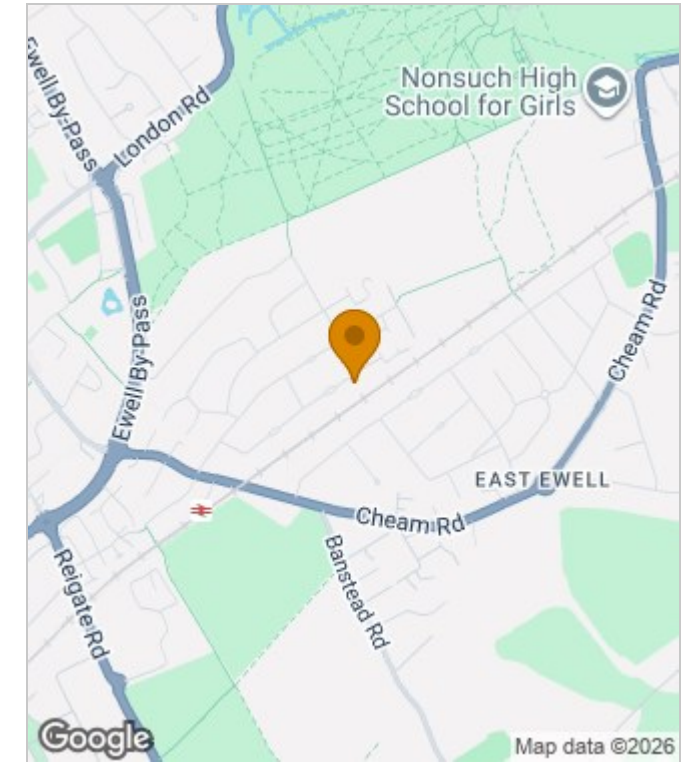 Nonsuch High
School for Girls
Ewell By-Pass
London Rd
Ewell By-Pass
Cheam Rd
EAST EWELL
Cheam Rd
Banstead Rd
Reigate Rd
Google
Map data ©2026